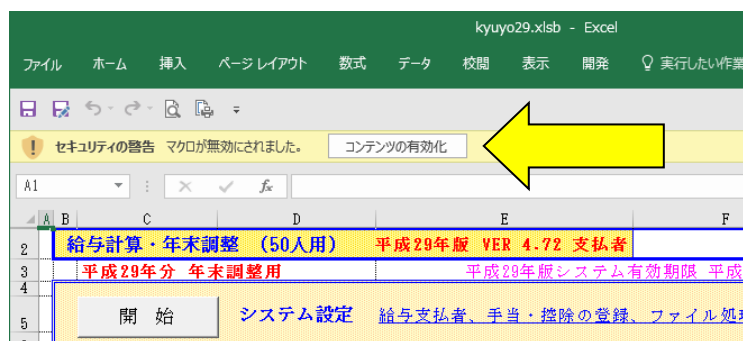 kyuyo29.xlsb - Excel
ファイル ホーム 挿入 ページ レイアウト 数式 データ 校閲 表示 開発 実行したい作業
セキュリティの警告 マクロが無効にされました。 コンテンツの有効化
A1 fx
A B C D E F
2 給与計算・年末調整 (50人用) 平成29年版 VER 4.72 支払者
3 平成29年分 年末調整用 平成29年版システム有効期限 平成
4
5 開 始 システム設定 給与支払者、手当・控除の登録、ファイル処理